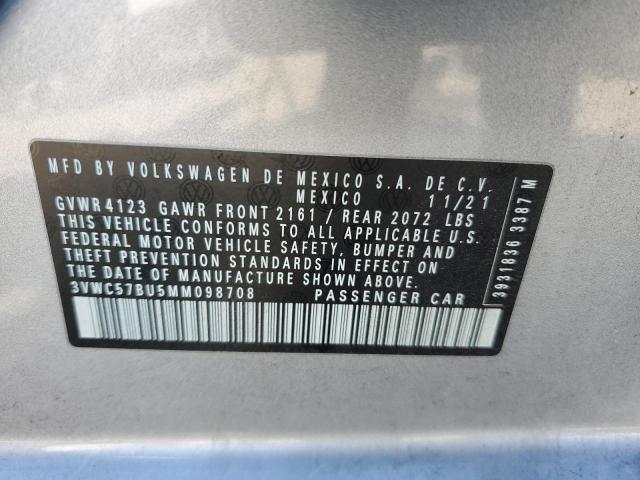 MFD BY VOLKSWAGEN DE MEXICO S.A. DE C.V.
MEXICO 11/21
GVWR 4123 GAWR FRONT 2161 / REAR 2072 LBS
THIS VEHICLE CONFORMS TO ALL APPLICABLE U.S.
FEDERAL MOTOR VEHICLE SAFETY, BUMPER AND
THEFT PREVENTION STANDARDS IN EFFECT ON
THE DATE OF MANUFACTURE SHOWN ABOVE.
3VWC57BU5MM098708 PASSENGER CAR
3931836 3387 M